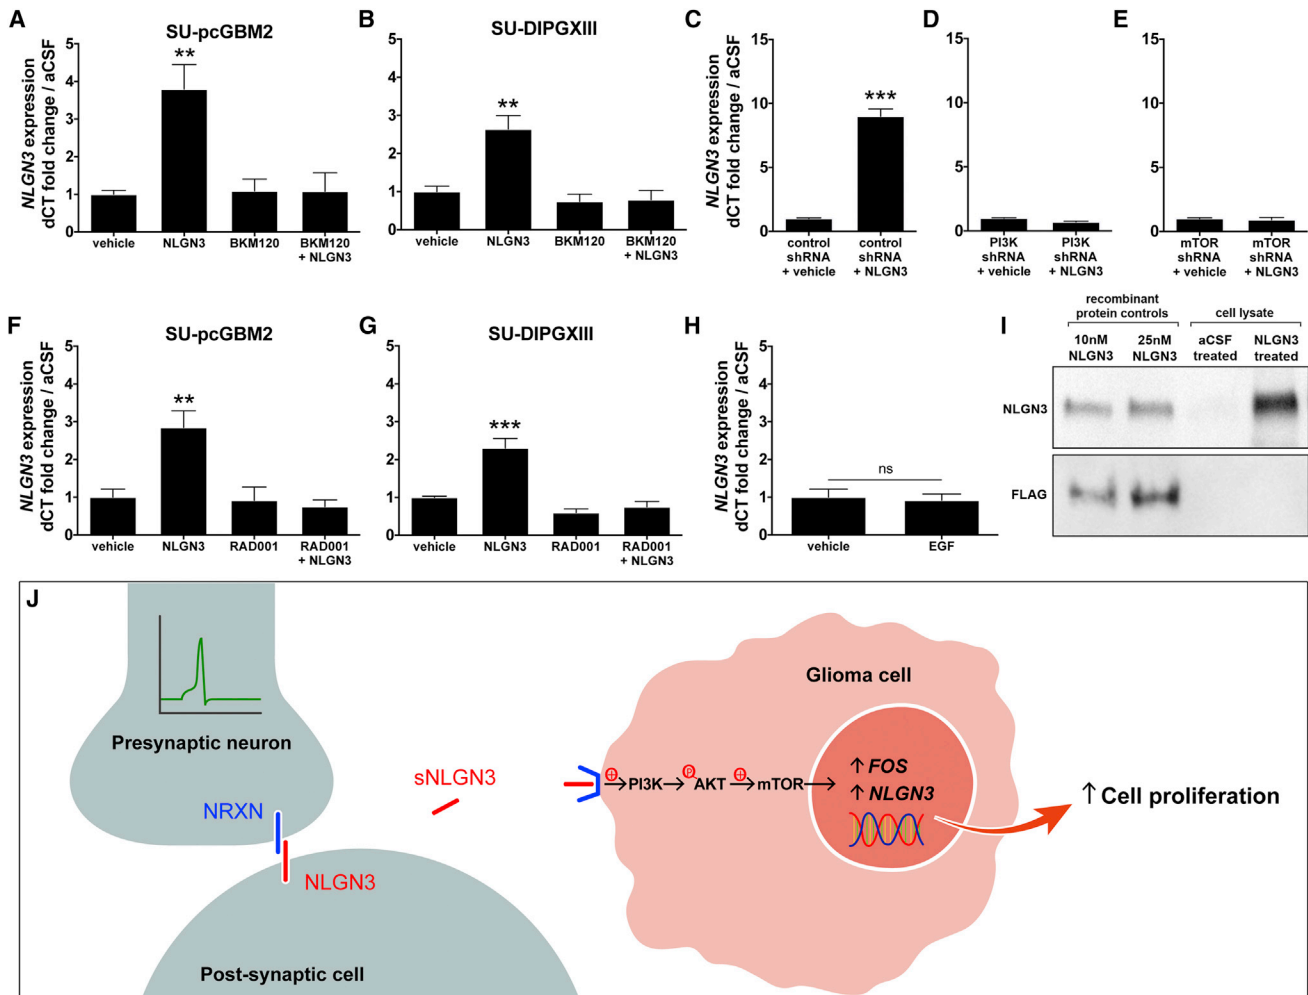 A
SU-pcGBM2
NLGN3 expression
dCT fold change / aCSF
5
4
3
2
1
0
**
vehicle
NLGN3
BKM120
BKM120
+ NLGN3
B
SU-DIPGXIII
5
4
3
2
1
0
**
vehicle
NLGN3
BKM120
BKM120
+ NLGN3
C
NLGN3 expression
dCT fold change / aCSF
15
10
5
0
***
control
shRNA
+ vehicle
control
shRNA
+ NLGN3
D
15
10
5
0
PI3K
shRNA
+ vehicle
PI3K
shRNA
+ NLGN3
E
15
10
5
0
mTOR
shRNA
+ vehicle
mTOR
shRNA
+ NLGN3
F
SU-pcGBM2
NLGN3 expression
dCT fold change / aCSF
5
4
3
2
1
0
**
vehicle
NLGN3
RAD001
RAD001
+ NLGN3
G
SU-DIPGXIII
5
4
3
2
1
0
***
vehicle
NLGN3
RAD001
RAD001
+ NLGN3
H
NLGN3 expression
dCT fold change / aCSF
5
4
3
2
1
0
ns
vehicle
EGF
I
recombinant
protein controls
cell lysate
10nM
NLGN3
25nM
NLGN3
aCSF
treated
NLGN3
treated
NLGN3
FLAG
J
Presynaptic neuron
NRXN
NLGN3
Post-synaptic cell
sNLGN3
Glioma cell
+ → PI3K → P AKT + → mTOR →
↑ FOS
↑ NLGN3
↑ Cell proliferation